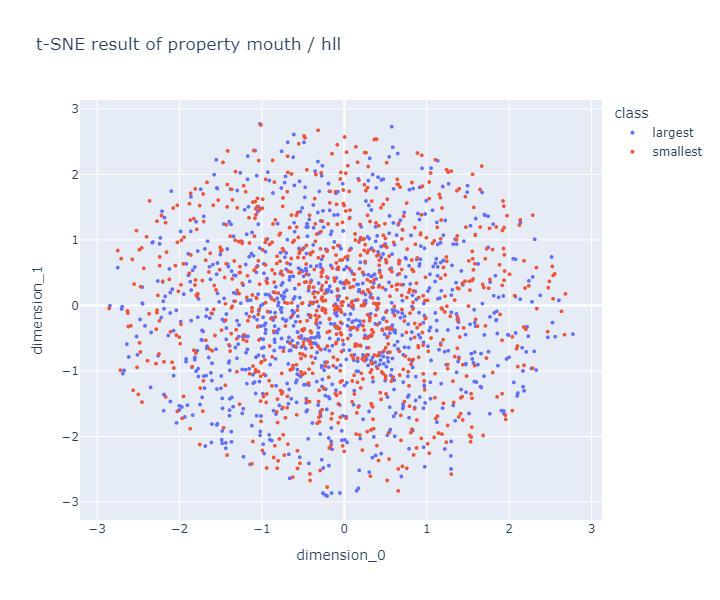 t-SNE result of property mouth / hll
class
largest
smallest
3
2
1
0
−1
−2
−3
dimension_1
−3 −2 −1 0 1 2 3
dimension_0